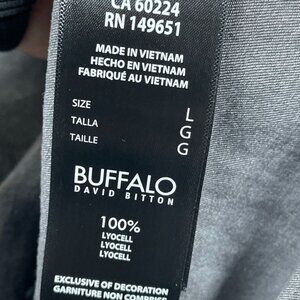 CA 60224
RN 149651
MADE IN VIETNAM
HECHO EN VIETNAM
FABRIQUÉ AU VIETNAM
SIZE L
TALLA G
TAILLE G
BUFFALO
DAVID BITTON
100%
LYOCELL
LYOCELL
LYOCELL
EXCLUSIVE OF DECORATION
GARNITURE NON COMPRISE